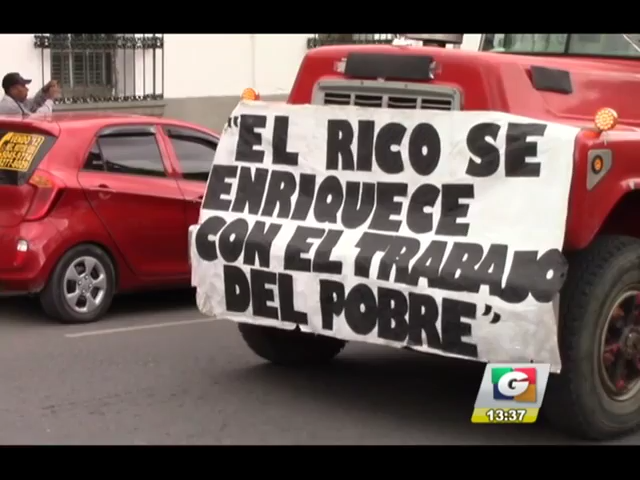 "EL RICO SE
ENRIQUECE
CON EL TRABAJO
DEL POBRE"
G
13:37